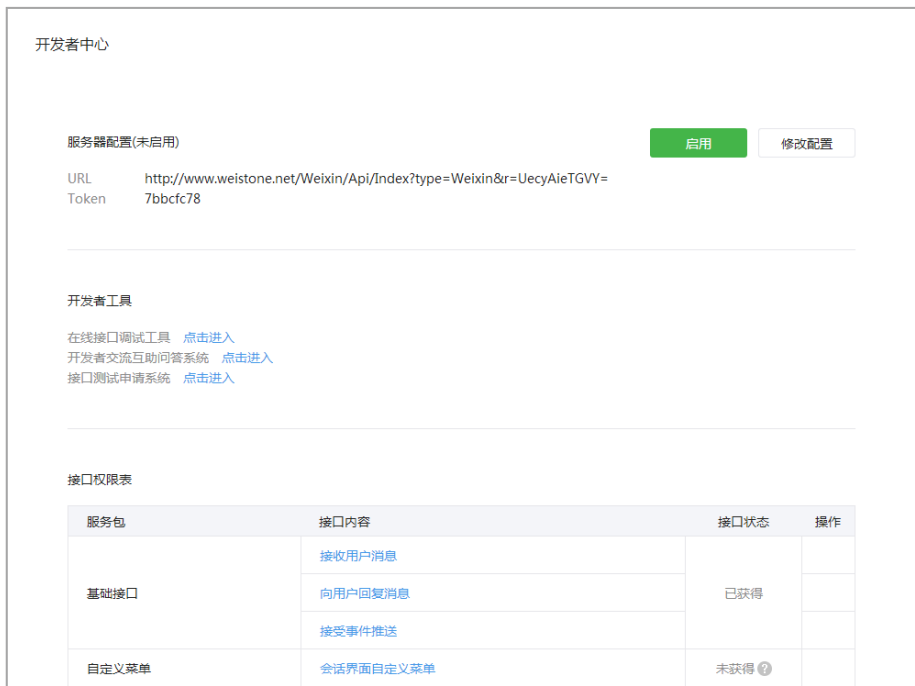 开发者中心
服务器配置(未启用) 启用 修改配置
URL http://www.weistone.net/Weixin/Api/Index?type=Weixin&r=UecyAieTGVY=
Token 7bbcfc78
开发者工具
在线接口调试工具 点击进入
开发者交流互助问答系统 点击进入
接口测试申请系统 点击进入
接口权限表
服务包 接口内容 接口状态 操作
接收用户消息
基础接口 向用户回复消息 已获得
接受事件推送
自定义菜单 会话界面自定义菜单 未获得 ?